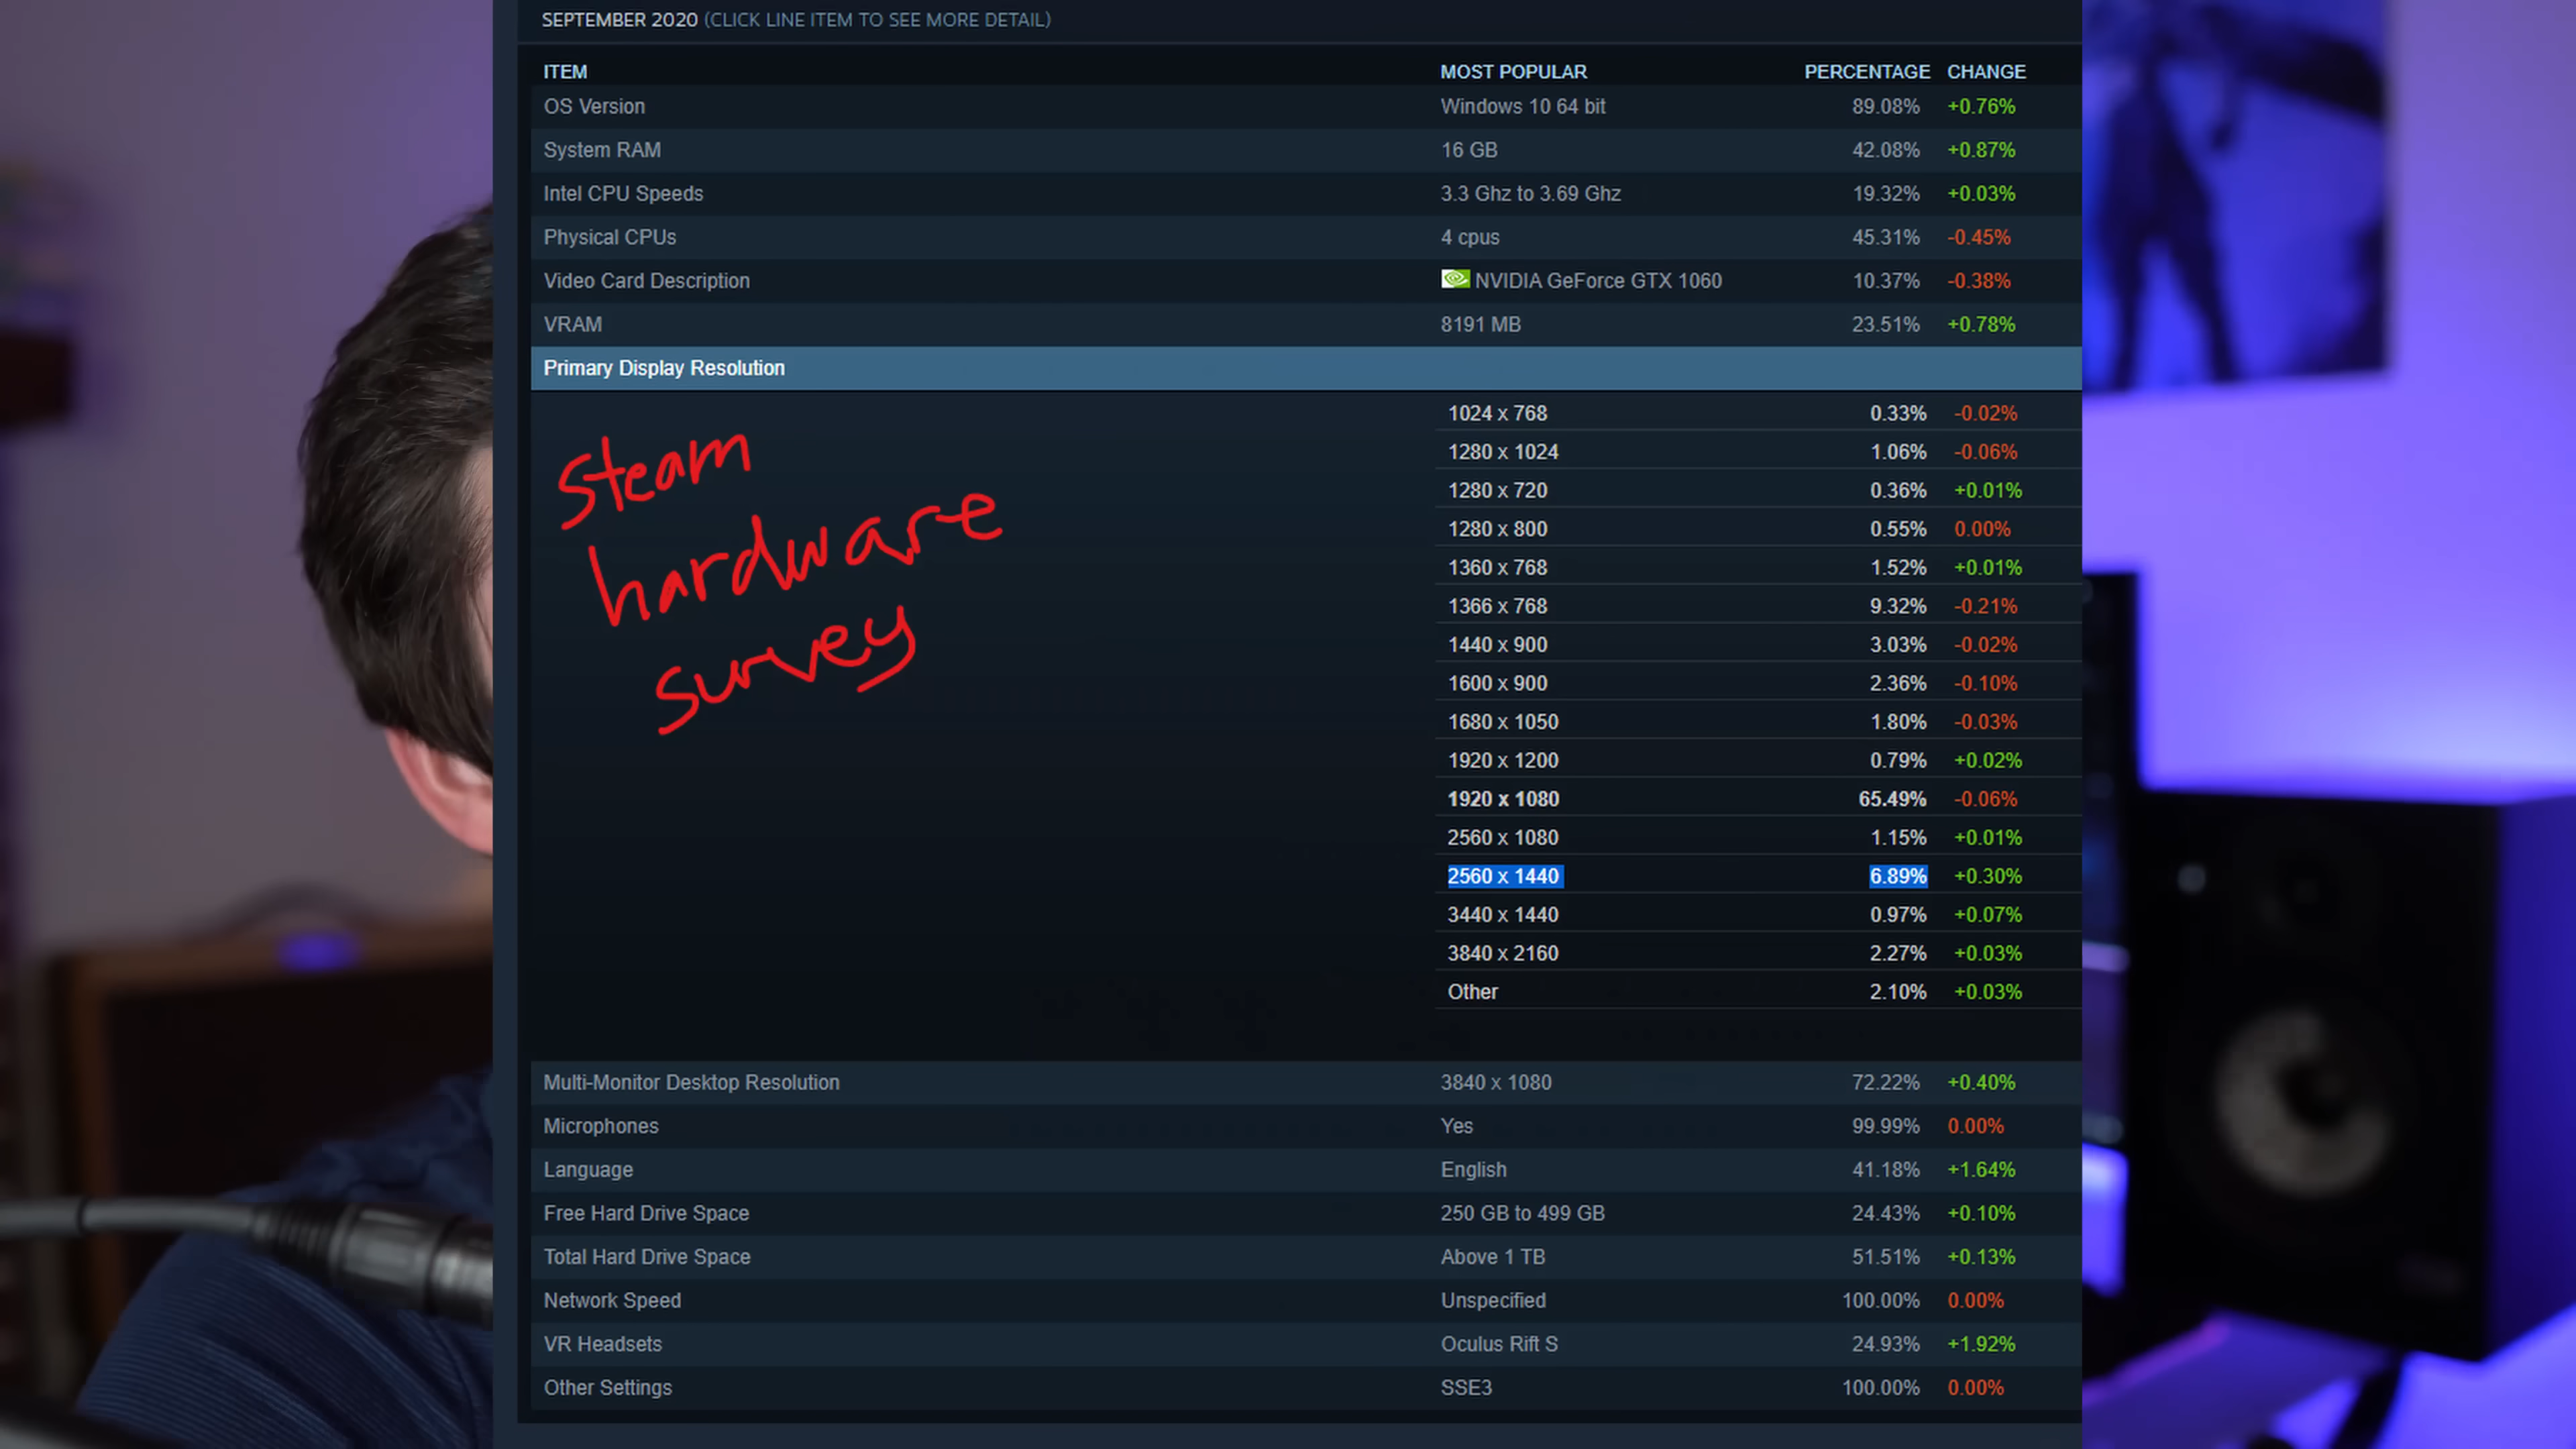 SEPTEMBER 2020 (CLICK LINE ITEM TO SEE MORE DETAIL)
ITEM MOST POPULAR PERCENTAGE CHANGE
OS Version Windows 10 64 bit 89.08% +0.76%
System RAM 16 GB 42.08% +0.87%
Intel CPU Speeds 3.3 Ghz to 3.69 Ghz 19.32% +0.03%
Physical CPUs 4 cpus 45.31% -0.45%
Video Card Description NVIDIA GeForce GTX 1060 10.37% -0.38%
VRAM 8191 MB 23.51% +0.78%
Primary Display Resolution
1024 x 768 0.33% -0.02%
1280 x 1024 1.06% -0.06%
1280 x 720 0.36% +0.01%
1280 x 800 0.55% 0.00%
1360 x 768 1.52% +0.01%
1366 x 768 9.32% -0.21%
1440 x 900 3.03% -0.02%
1600 x 900 2.36% -0.10%
1680 x 1050 1.80% -0.03%
1920 x 1200 0.79% +0.02%
1920 x 1080 65.49% -0.06%
2560 x 1080 1.15% +0.01%
2560 x 1440 6.89% +0.30%
3440 x 1440 0.97% +0.07%
3840 x 2160 2.27% +0.03%
Other 2.10% +0.03%
steam
hardware
survey
Multi-Monitor Desktop Resolution 3840 x 1080 72.22% +0.40%
Microphones Yes 99.99% 0.00%
Language English 41.18% +1.64%
Free Hard Drive Space 250 GB to 499 GB 24.43% +0.10%
Total Hard Drive Space Above 1 TB 51.51% +0.13%
Network Speed Unspecified 100.00% 0.00%
VR Headsets Oculus Rift S 24.93% +1.92%
Other Settings SSE3 100.00% 0.00%